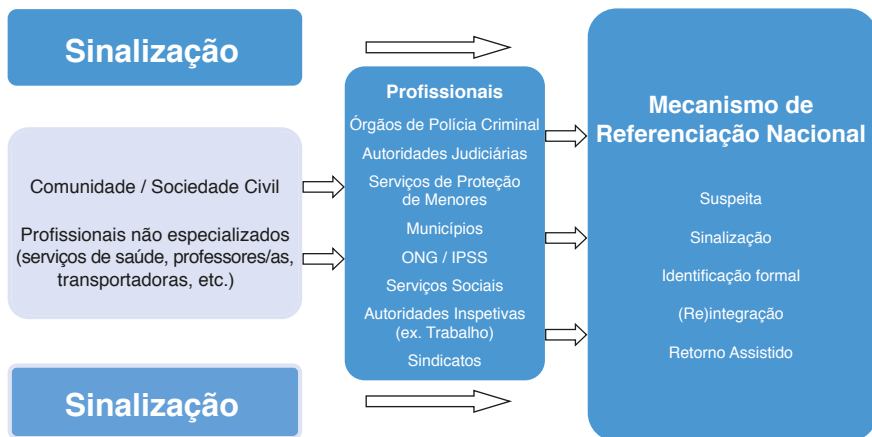 Sinalização
Comunidade / Sociedade Civil
Profissionais não especializados
(serviços de saúde, professores/as,
transportadoras, etc.)
Sinalização
Profissionais
Órgãos de Polícia Criminal
Autoridades Judiciárias
Serviços de Proteção
de Menores
Municípios
ONG / IPSS
Serviços Sociais
Autoridades Inspetivas
(ex. Trabalho)
Sindicatos
Mecanismo de
Referenciação Nacional
Suspeita
Sinalização
Identificação formal
(Re)integração
Retorno Assistido